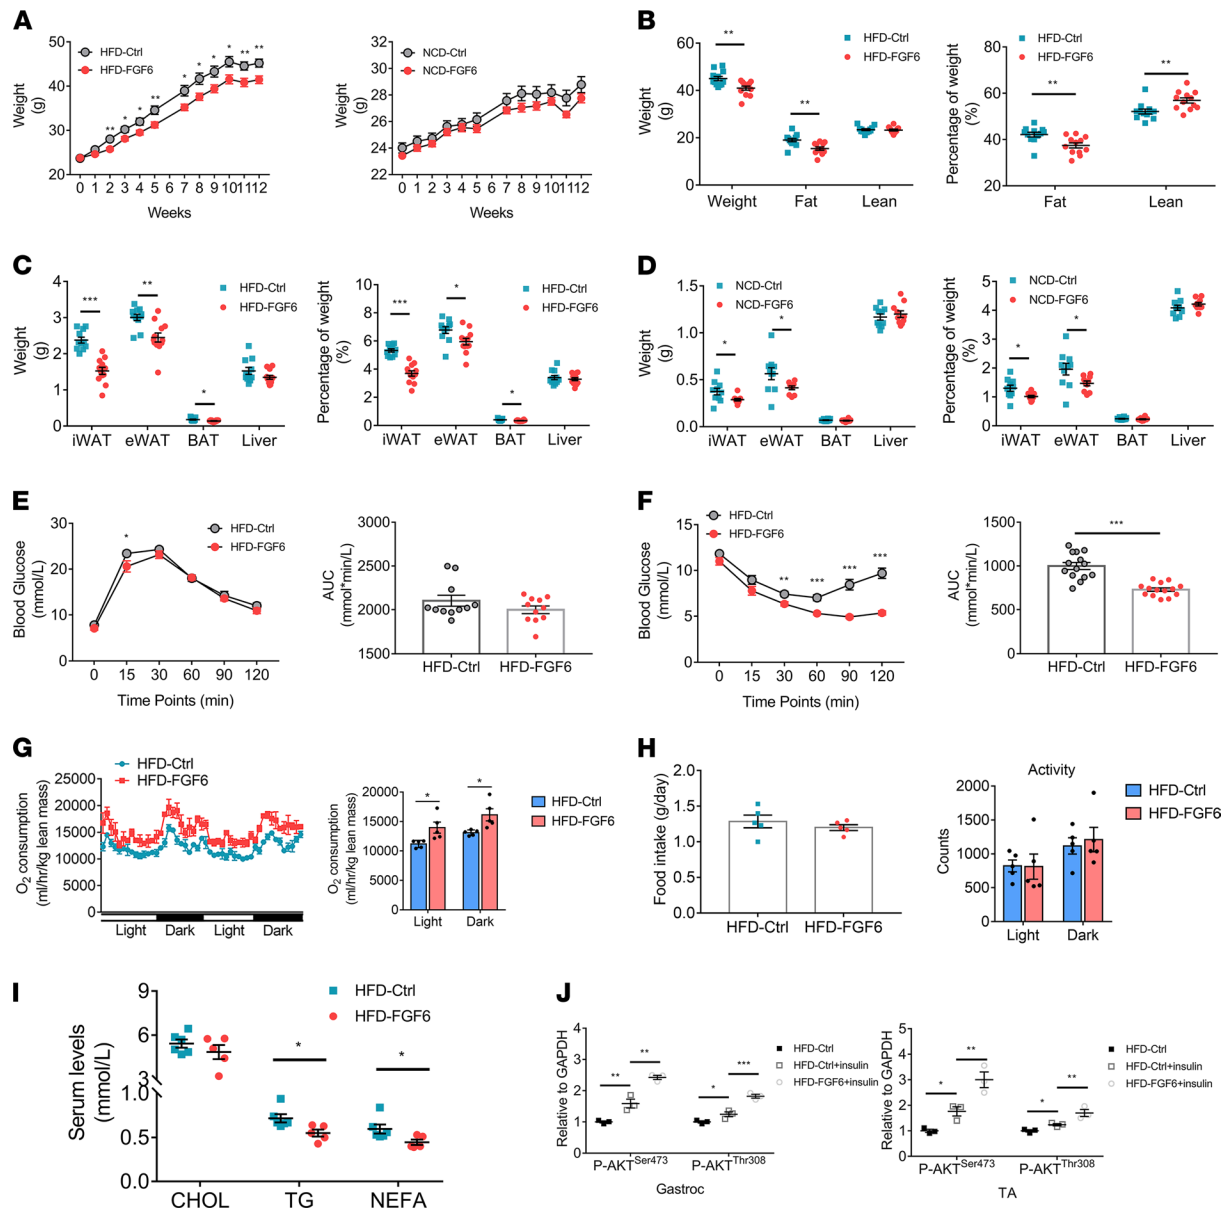 A
HFD-Ctrl
HFD-FGF6
Weight
(g)
50
40
30
20
** * * ** * * * * ** **
0 1 2 3 4 5 7 8 9 10 11 12
Weeks
NCD-Ctrl
NCD-FGF6
Weight
(g)
32
30
28
26
24
22
0 1 2 3 4 5 6 7 8 9 10 11 12
Weeks
B
HFD-Ctrl
HFD-FGF6
Weight
(g)
60
40
20
0
** **
Weight Fat Lean
HFD-Ctrl
HFD-FGF6
Percentage of weight
(%)
80
60
40
20
** **
Fat Lean
C
HFD-Ctrl
HFD-FGF6
Weight
(g)
4
3
2
1
0
*** ** *
iWAT eWAT BAT Liver
HFD-Ctrl
HFD-FGF6
Percentage of weight
(%)
10
8
6
4
2
0
*** * *
iWAT eWAT BAT Liver
D
NCD-Ctrl
NCD-FGF6
Weight
(g)
1.5
1.0
0.5
0.0
* *
iWAT eWAT BAT Liver
NCD-Ctrl
NCD-FGF6
Percentage of weight
(%)
5
4
3
2
1
0
* *
iWAT eWAT BAT Liver
E
HFD-Ctrl
HFD-FGF6
Blood Glucose
(mmol/L)
30
20
10
0
*
0 15 30 60 90 120
Time Points (min)
AUC
(mmol*min/L)
3000
2500
2000
1500
HFD-Ctrl HFD-FGF6
F
HFD-Ctrl
HFD-FGF6
Blood Glucose
(mmol/L)
15
10
5
0
** *** *** ***
0 15 30 60 90 120
Time Points (min)
AUC
(mmol*min/L)
1500
1000
500
0
***
HFD-Ctrl HFD-FGF6
G
HFD-Ctrl
HFD-FGF6
O2 consumption
(ml/hr/kg lean mass)
25000
20000
15000
10000
5000
0
Light Dark Light Dark
O2 consumption
(ml/hr/kg lean mass)
20000
15000
10000
5000
0
* *
Light Dark
HFD-Ctrl
HFD-FGF6
H
Food intake (g/day)
2.0
1.5
1.0
0.5
0.0
HFD-Ctrl HFD-FGF6
Activity
Counts
2000
1500
1000
500
0
Light Dark
HFD-Ctrl
HFD-FGF6
I
HFD-Ctrl
HFD-FGF6
Serum levels
(mmol/L)
9
6
3
1.0
0.5
0.0
* *
CHOL TG NEFA
J
Relative to GAPDH
4
3
2
1
0
** ** * ***
HFD-Ctrl
HFD-Ctrl+insulin
HFD-FGF6+insulin
P-AKTSer473 P-AKTThr308
Gastroc
Relative to GAPDH
5
4
3
2
1
0
* ** * **
HFD-Ctrl
HFD-Ctrl+insulin
HFD-FGF6+insulin
P-AKTSer473 P-AKTThr308
TA